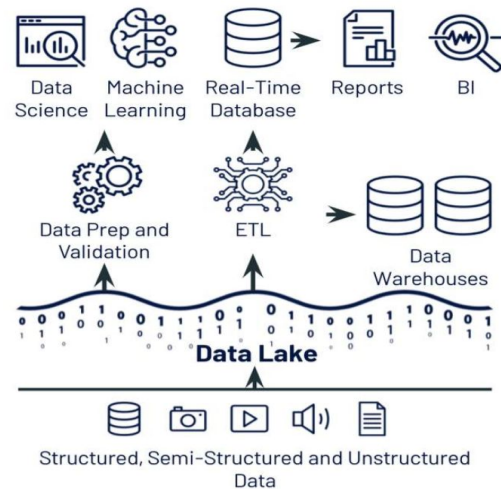 Data
Science
Machine
Learning
Real-Time
Database
Reports
BI
Data Prep and
Validation
ETL
Data
Warehouses
Data Lake
Structured, Semi-Structured and Unstructured
Data